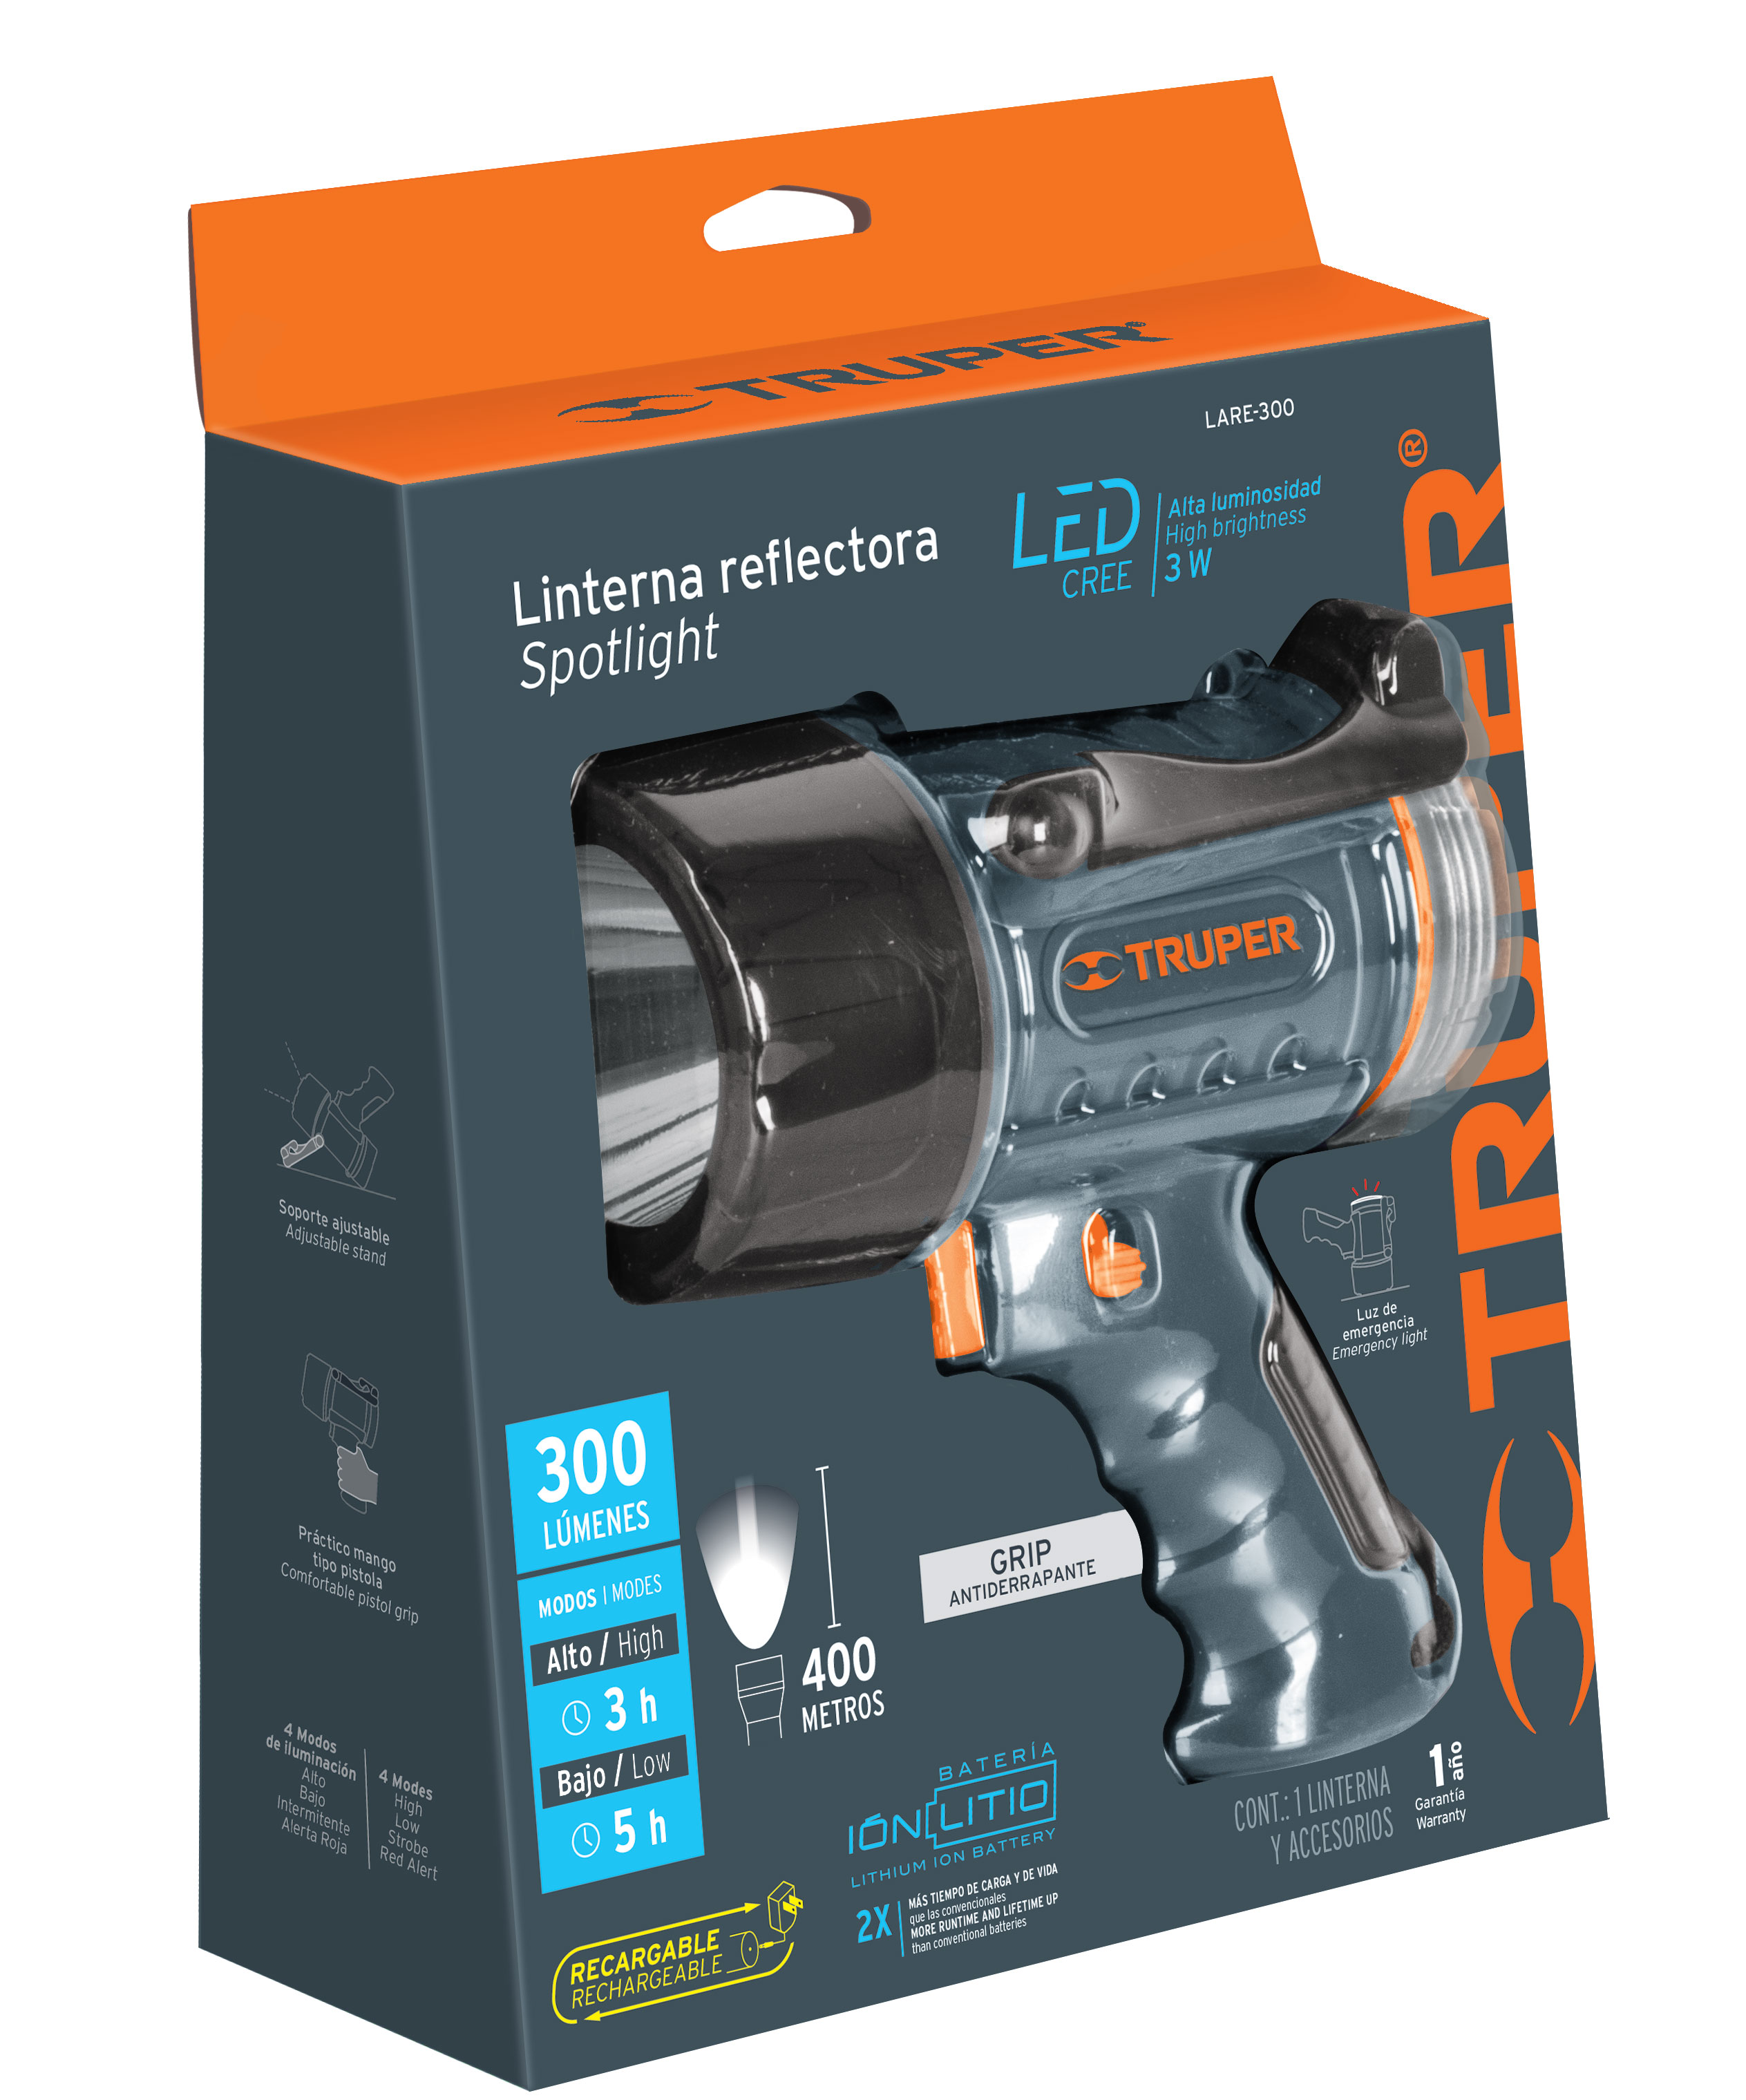 TRUPER®
LARE-300
Linterna reflectora
Spotlight
LED
CREE
Alta luminosidad
High brightness
3 W
TRUPER®
TRUPER
Soporte ajustable
Adjustable stand
Práctico mango
tipo pistola
Comfortable pistol grip
4 Modos
de iluminación
Alto
Bajo
Intermitente
Alerta Roja
4 Modes
High
Low
Strobe
Red Alert
Luz de
emergencia
Emergency light
300
LÚMENES
MODOS | MODES
Alto / High
3 h
Bajo / Low
5 h
400
METROS
GRIP
ANTIDERRAPANTE
BATERÍA
IÓN LITIO
LITHIUM ION BATTERY
2X
MÁS TIEMPO DE CARGA Y DE VIDA
que las convencionales
MORE RUNTIME AND LIFETIME UP
than conventional batteries
RECARGABLE
RECHARGEABLE
CONT.: 1 LINTERNA
Y ACCESORIOS
1 año
Garantía
Warranty